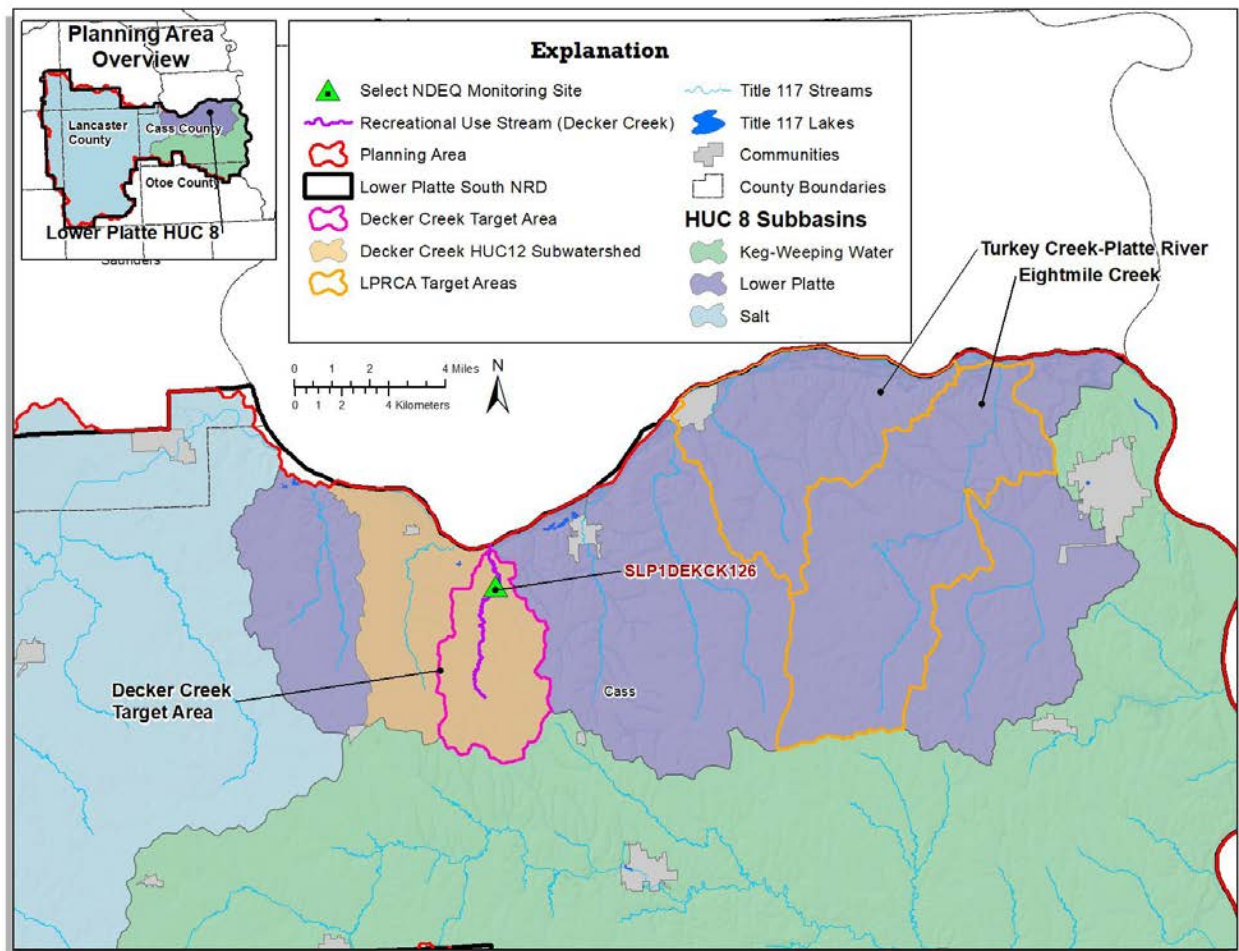 Planning Area
Overview
Lancaster
County
Cass County
Otoe County
Lower Platte HUC 8
Saunders
Explanation
Select NDEQ Monitoring Site
Recreational Use Stream (Decker Creek)
Planning Area
Lower Platte South NRD
Decker Creek Target Area
Decker Creek HUC12 Subwatershed
LPRCA Target Areas
Title 117 Streams
Title 117 Lakes
Communities
County Boundaries
HUC 8 Subbasins
Keg-Weeping Water
Lower Platte
Salt
Turkey Creek-Platte River
Eightmile Creek
0 1 2 4 Miles
0 1 2 4 Kilometers
N
SLP1DEKCK126
Decker Creek
Target Area
Cass